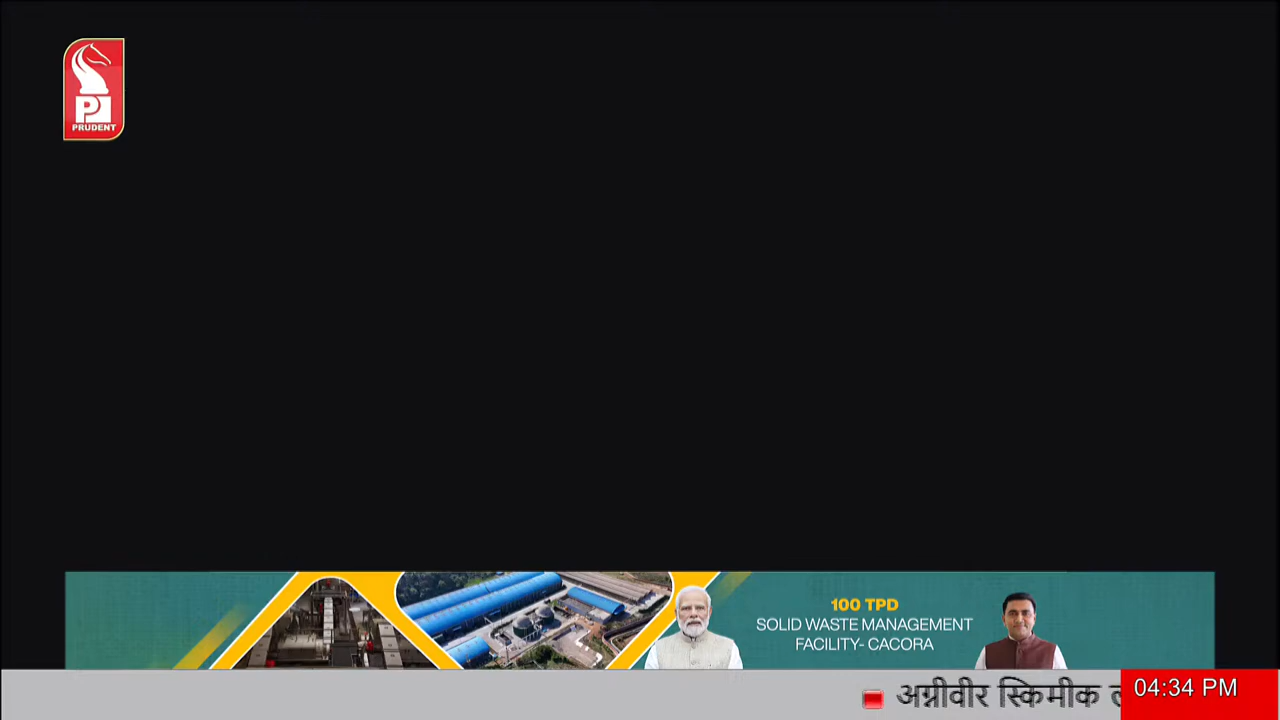 PRUDENT
100 TPD
SOLID WASTE MANAGEMENT
FACILITY- CACORA
अग्नीवीर स्किमीक
04:34 PM